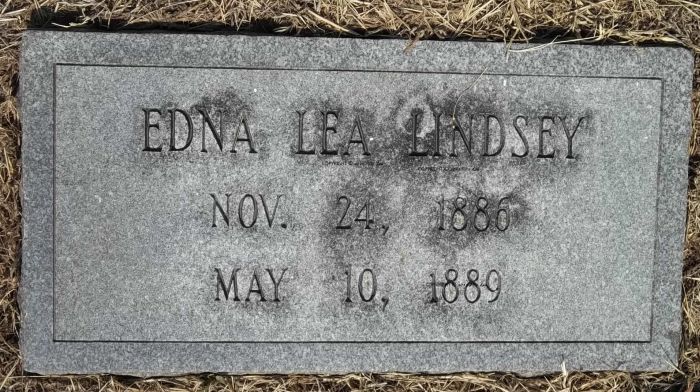 EDNA LEA LINDSEY
NOV. 24, 1886
MAY 10, 1889